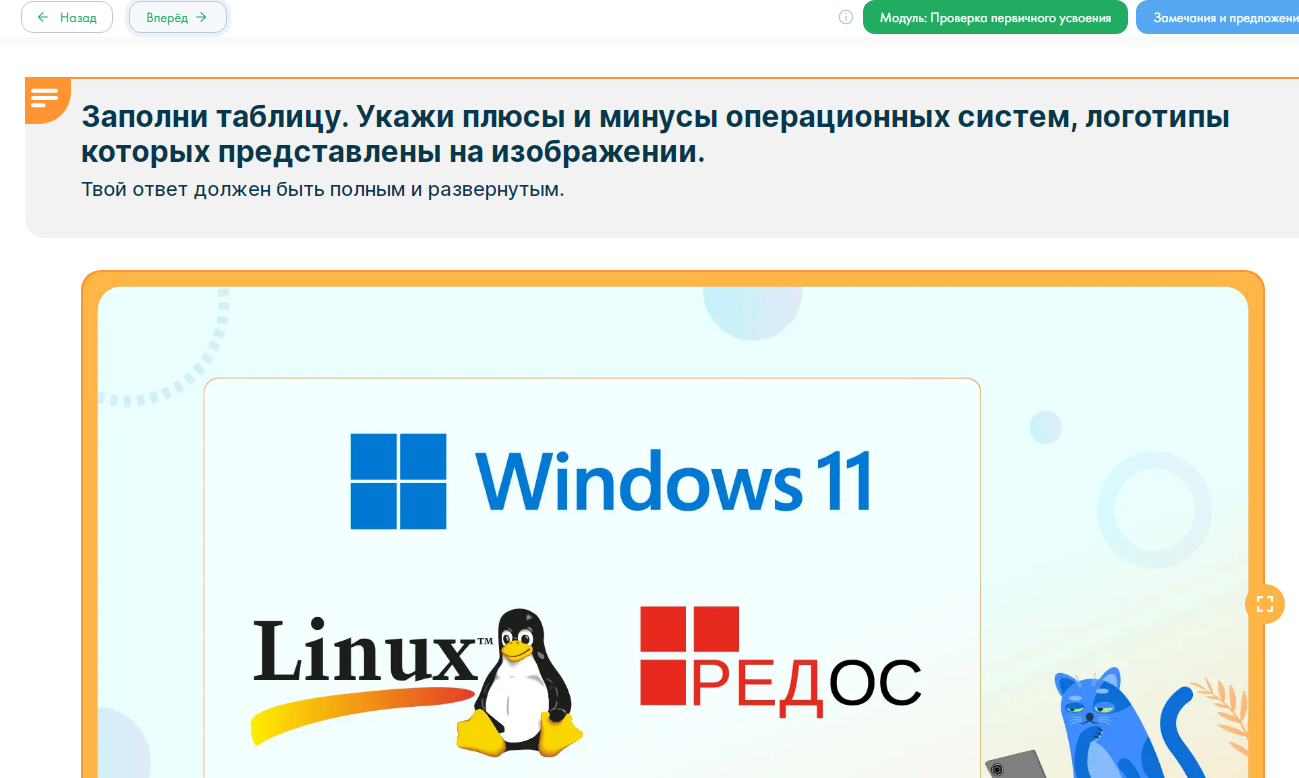 Назад
Вперёд
Модуль: Проверка первичного усвоения
Замечания и предложени
Заполни таблицу. Укажи плюсы и минусы операционных систем, логотипы
которых представлены на изображении.
Твой ответ должен быть полным и развернутым.
Windows 11
Linux™
РЕДОС